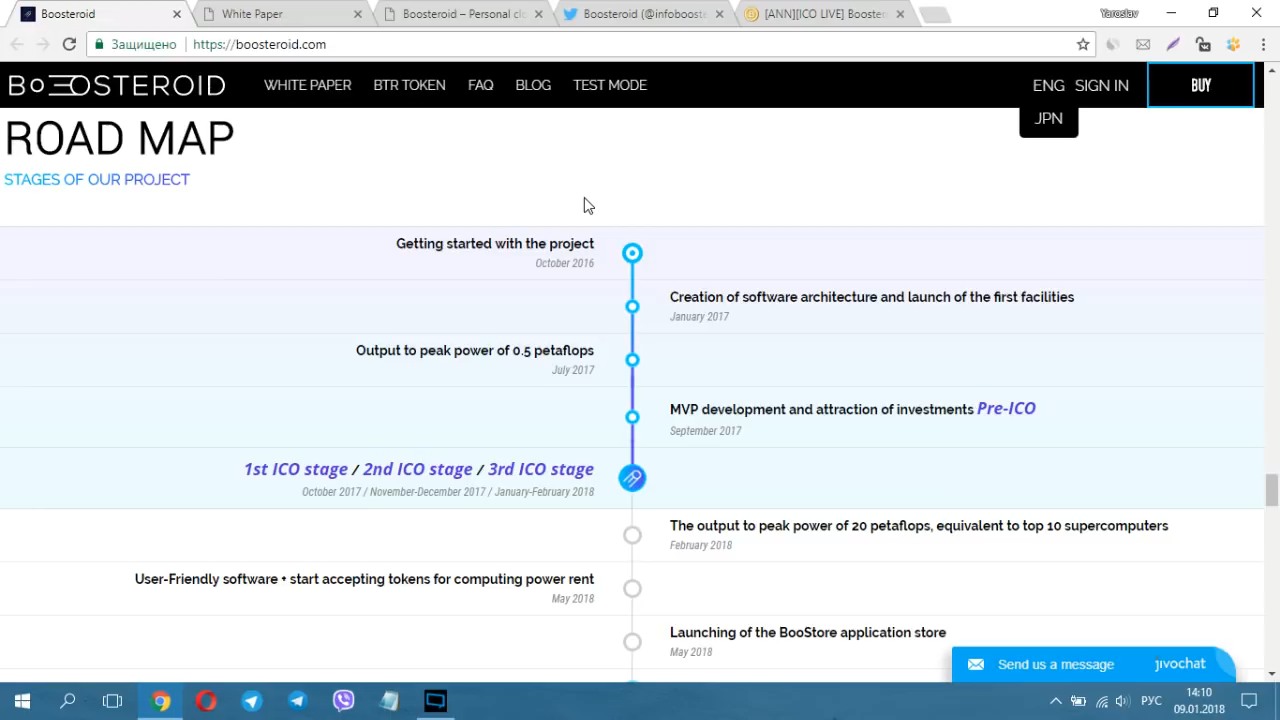 Boosteroid
White Paper
Boosteroid – Personal cl
Boosteroid (@infobooste
[ANN][ICO LIVE] Booster
Yaroslav
Защищено
https://boosteroid.com
BOOSTEROID
WHITE PAPER
BTR TOKEN
FAQ
BLOG
TEST MODE
ENG
SIGN IN
BUY
JPN
ROAD MAP
STAGES OF OUR PROJECT
Getting started with the project
October 2016
Creation of software architecture and launch of the first facilities
January 2017
Output to peak power of 0.5 petaflops
July 2017
MVP development and attraction of investments Pre-ICO
September 2017
1st ICO stage / 2nd ICO stage / 3rd ICO stage
October 2017 / November-December 2017 / January-February 2018
The output to peak power of 20 petaflops, equivalent to top 10 supercomputers
February 2018
User-Friendly software + start accepting tokens for computing power rent
May 2018
Launching of the BooStore application store
May 2018
Send us a message
jivochat
РУС
14:10
09.01.2018